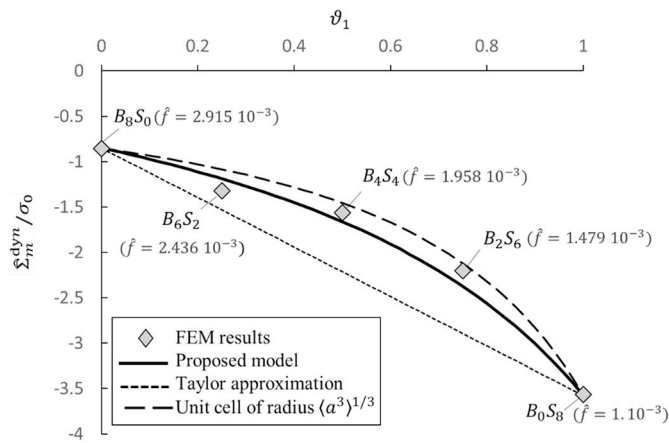 ϑ₁
0 0.2 0.4 0.6 0.8 1
0
-0.5
-1
-1.5
-2
-2.5
-3
-3.5
-4
Σ̂ₘᵈʸⁿ/σ₀
B₈S₀ (f̂ = 2.915 10⁻³)
B₄S₄ (f̂ = 1.958 10⁻³)
B₆S₂
(f̂ = 2.436 10⁻³)
B₂S₆ (f̂ = 1.479 10⁻³)
FEM results
Proposed model
Taylor approximation
Unit cell of radius ⟨a³⟩¹/³
B₀S₈ (f̂ = 1.10⁻³)